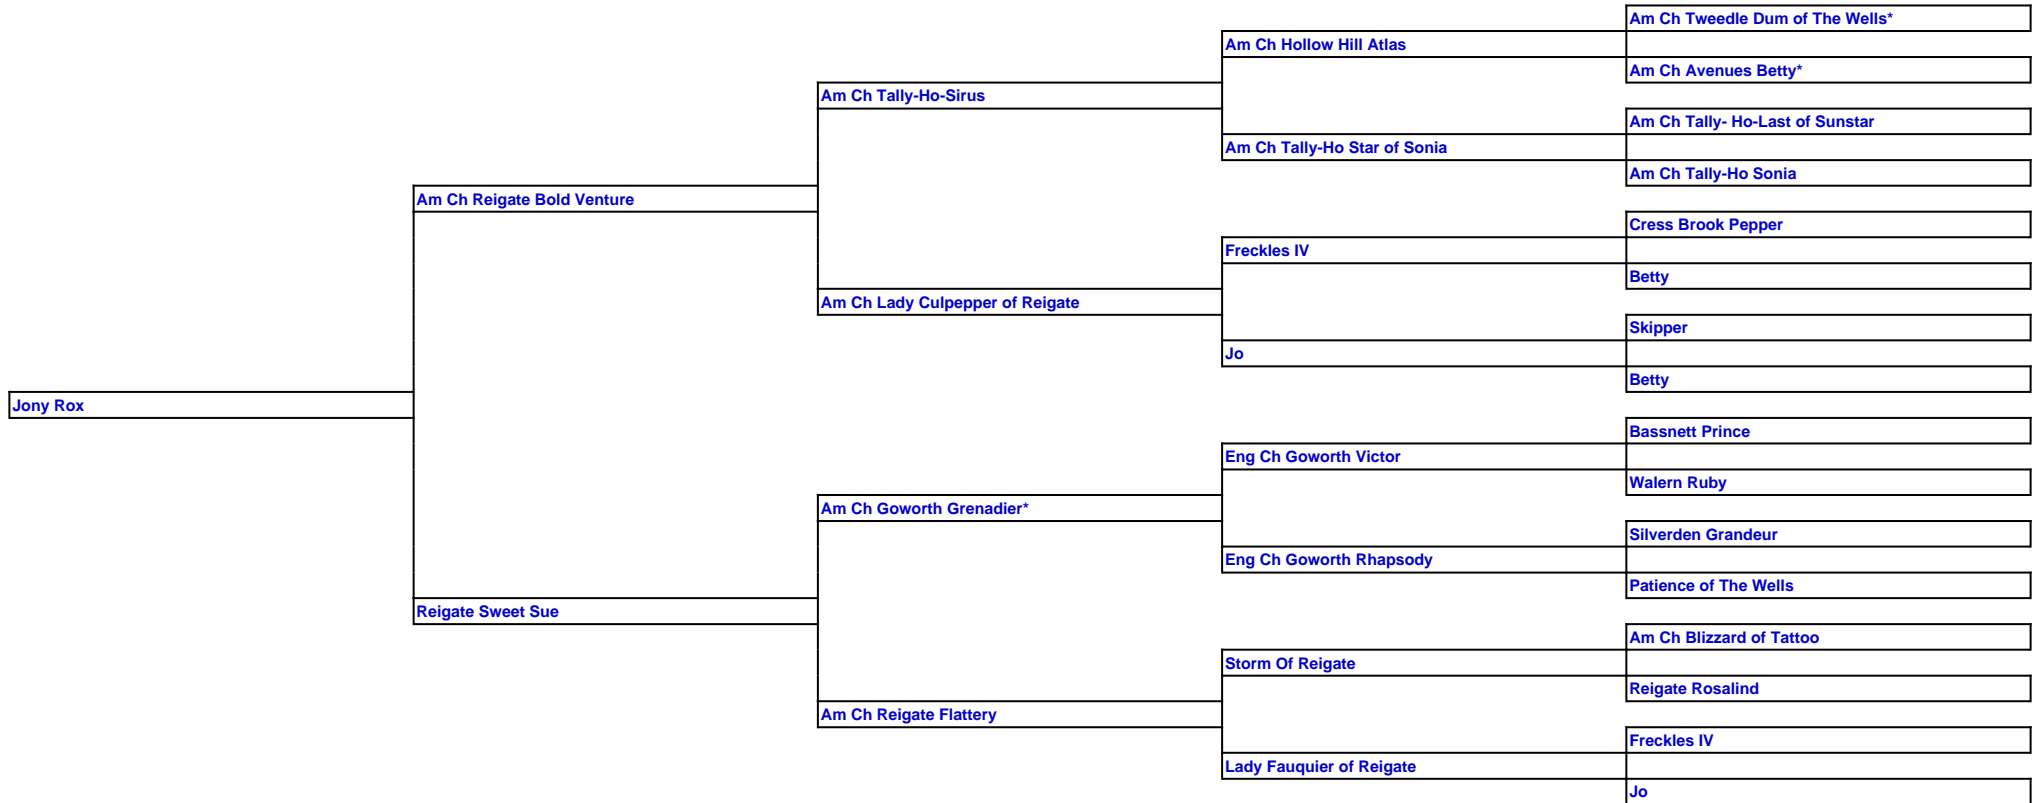 Am Ch Tweedle Dum of The Wells*
Am Ch Hollow Hill Atlas
Am Ch Avenues Betty*
Am Ch Tally-Ho-Sirus
Am Ch Tally- Ho-Last of Sunstar
Am Ch Tally-Ho Star of Sonia
Am Ch Tally-Ho Sonia
Am Ch Reigate Bold Venture
Cress Brook Pepper
Freckles IV
Betty
Am Ch Lady Culpepper of Reigate
Skipper
Jo
Betty
Jony Rox
Bassnett Prince
Eng Ch Goworth Victor
Walern Ruby
Am Ch Goworth Grenadier*
Silverden Grandeur
Eng Ch Goworth Rhapsody
Patience of The Wells
Reigate Sweet Sue
Am Ch Blizzard of Tattoo
Storm Of Reigate
Reigate Rosalind
Am Ch Reigate Flattery
Freckles IV
Lady Fauquier of Reigate
Jo